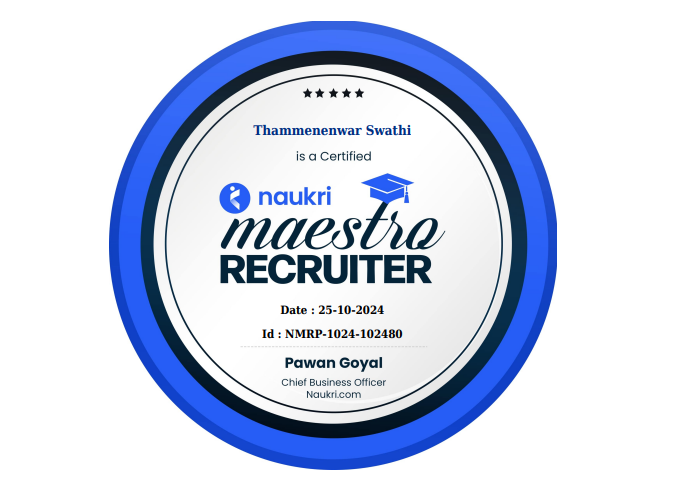 Thammenenwar Swathi
is a Certified
naukri
maestro
RECRUITER
Date : 25-10-2024
Id : NMRP-1024-102480
Pawan Goyal
Chief Business Officer
Naukri.com